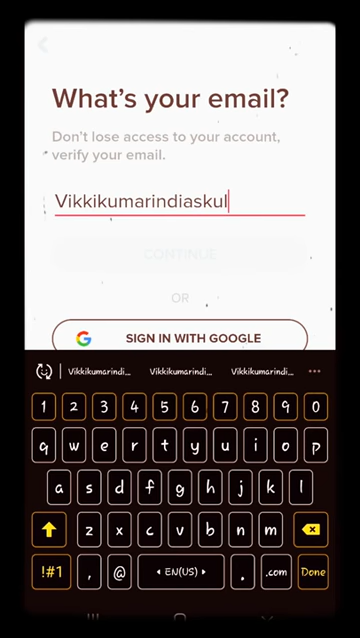 What's your email?
Don't lose access to your account,
verify your email.
Vikkikumarindiaskul
CONTINUE
OR
SIGN IN WITH GOOGLE
Vikkikumarindi... Vikkikumarindi... Vikkikumarindi...
1 2 3 4 5 6 7 8 9 0
q w e r t y u i o p
a s d f g h j k l
z x c v b n m
!#1 , @ EN(US) . .com Done